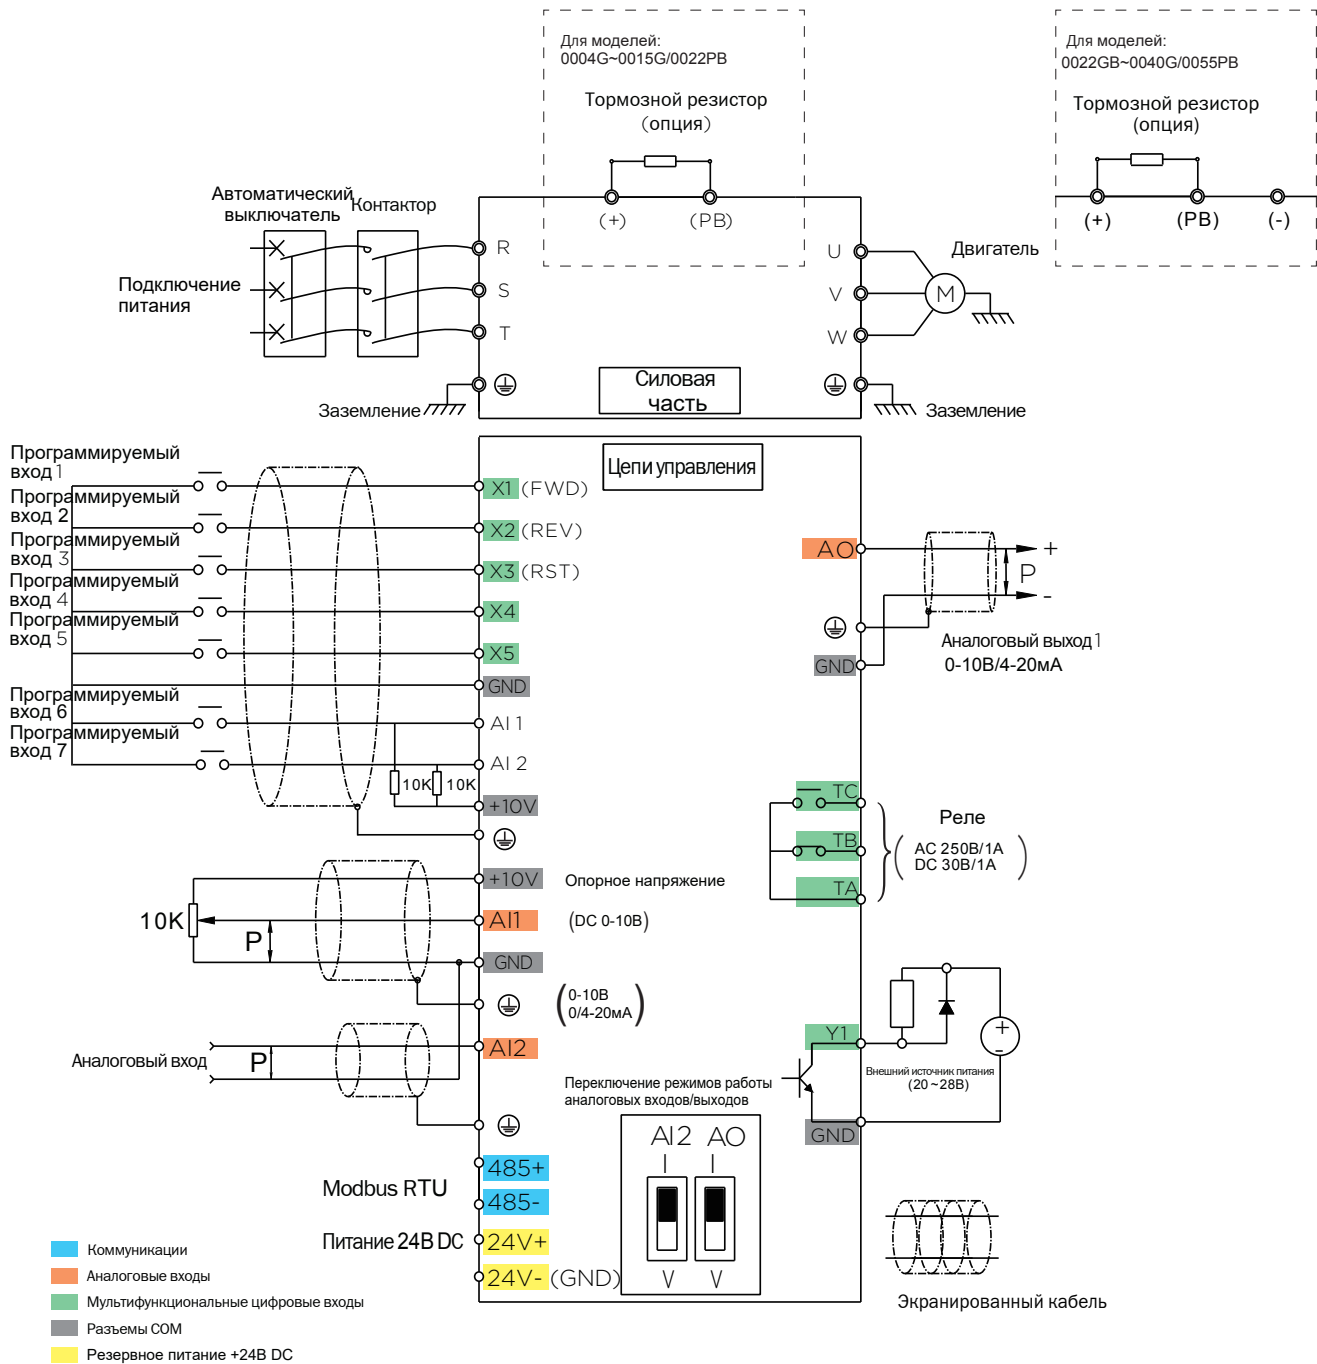 Для моделей:
0004G~0015G/0022PB
Тормозной резистор
(опция)
(+)
(PB)
Для моделей:
0022GB~0040G/0055PB
Тормозной резистор
(опция)
(+)
(PB)
(-)
Автоматический
выключатель
Контактор
Подключение
питания
R
S
T
U
V
W
M
Двигатель
Силовая
часть
Заземление
Заземление
Цепи управления
Программируемый
вход 1
Программируемый
вход 2
Программируемый
вход 3
Программируемый
вход 4
Программируемый
вход 5
Программируемый
вход 6
Программируемый
вход 7
X1 (FWD)
X2 (REV)
X3 (RST)
X4
X5
GND
AI 1
AI 2
10K
10K
+10V
+10V
Опорное напряжение
10K
P
AI1
(DC 0-10В)
GND
(0-10В
0/4-20мА)
Аналоговый вход
P
AI2
485+
Modbus RTU
485-
Питание 24В DC
24V+
24V- (GND)
AO
+
P
-
GND
Аналоговый выход 1
0-10В/4-20мА
TC
TB
TA
Реле
(AC 250В/1А
DC 30В/1А)
Y1
+
-
Внешний источник питания
(20~28В)
GND
Переключение режимов работы
аналоговых входов/выходов
AI2 AO
I I
V V
Экранированный кабель
Коммуникации
Аналоговые входы
Мультифункциональные цифровые входы
Разъемы COM
Резервное питание +24В DC